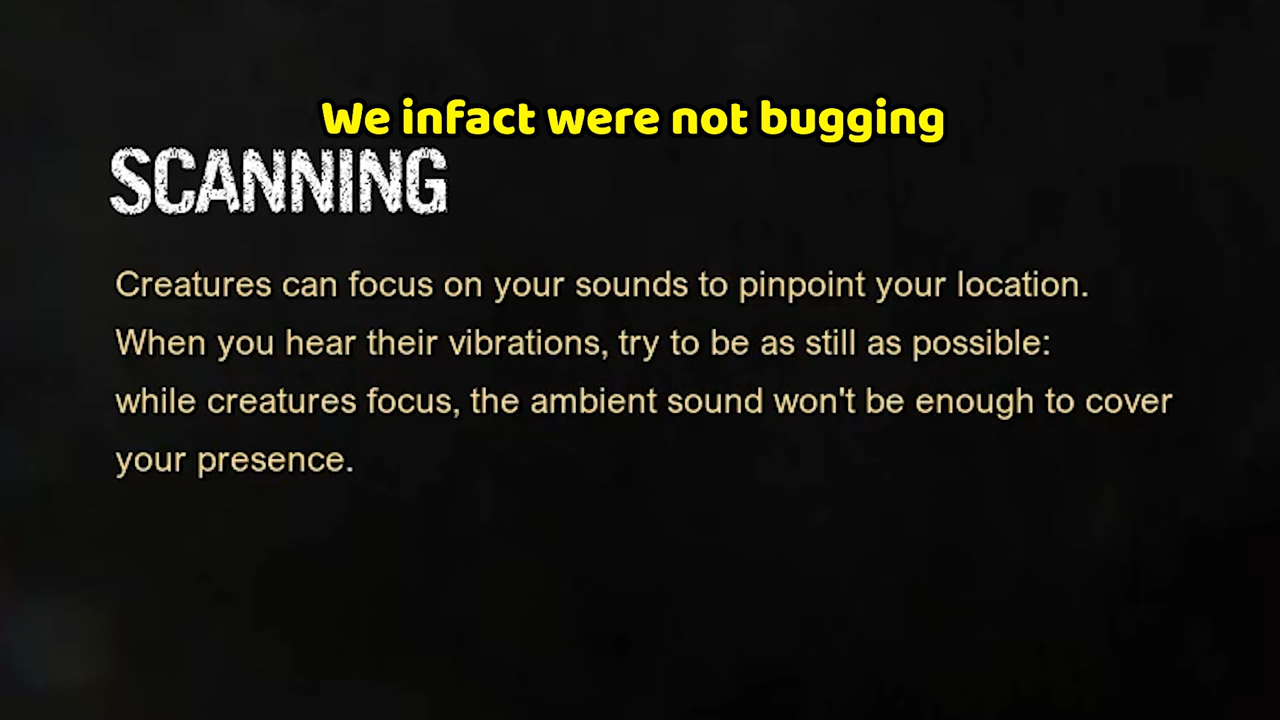 We infact were not bugging
SCANNING
Creatures can focus on your sounds to pinpoint your location.
When you hear their vibrations, try to be as still as possible:
while creatures focus, the ambient sound won't be enough to cover
your presence.